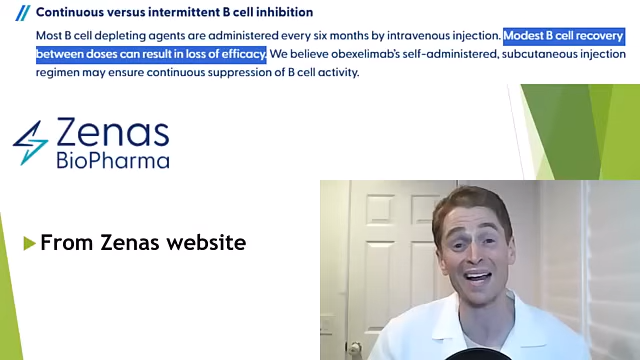 Continuous versus intermittent B cell inhibition
Most B cell depleting agents are administered every six months by intravenous injection. Modest B cell recovery
between doses can result in loss of efficacy. We believe obexelimab's self-administered, subcutaneous injection
regimen may ensure continuous suppression of B cell activity.
Zenas
BioPharma
From Zenas website